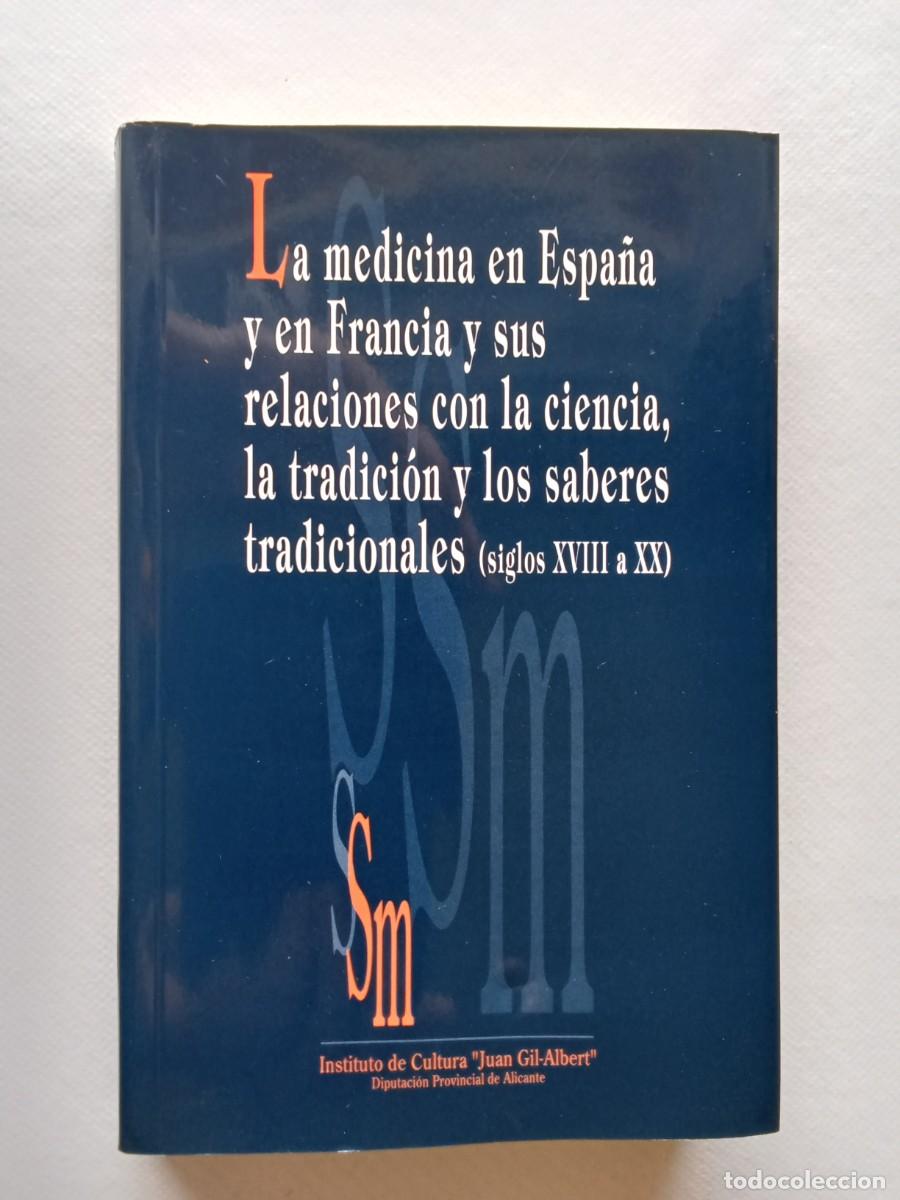 La medicina en España
y en Francia y sus
relaciones con la ciencia,
la tradición y los saberes
tradicionales (siglos XVIII a XX)
Sm
S
S
Sm
Instituto de Cultura "Juan Gil-Albert"
Diputación Provincial de Alicante
todocoleccion